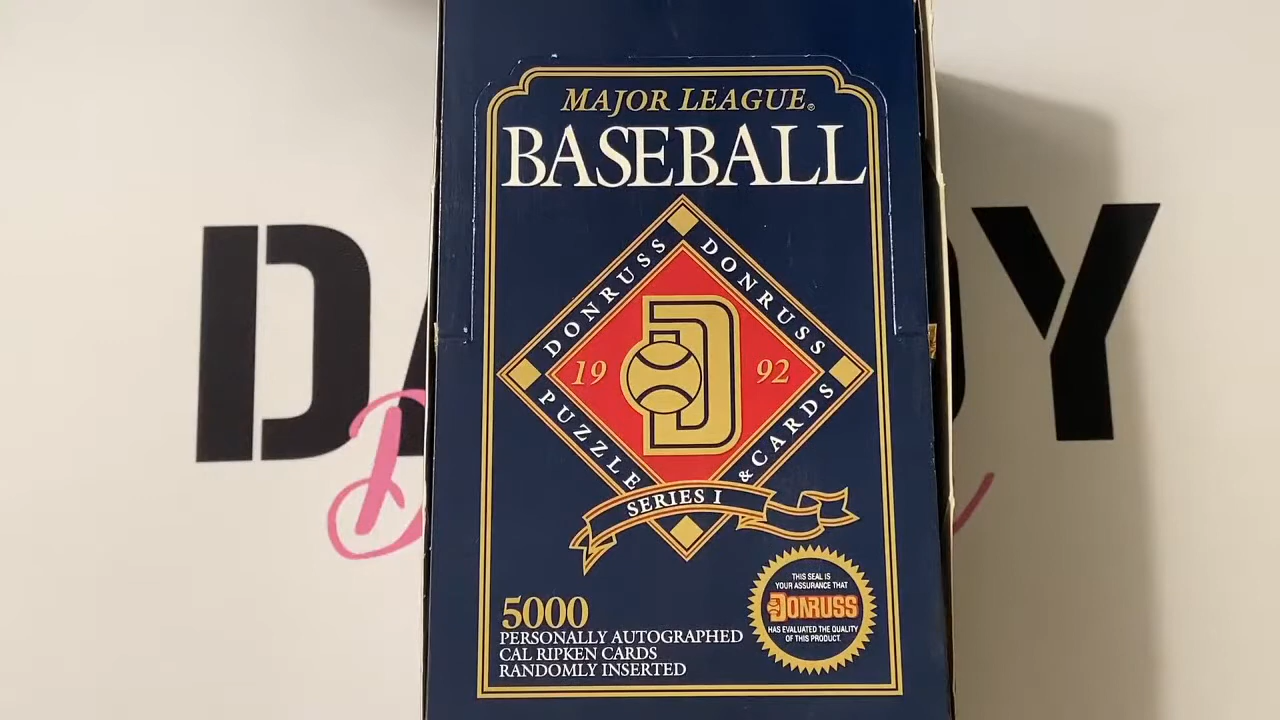 MAJOR LEAGUE®
BASEBALL
DONRUSS
DONRUSS
19 D 92
PUZZLE
& CARDS
SERIES I
5000
PERSONALLY AUTOGRAPHED
CAL RIPKEN CARDS
RANDOMLY INSERTED
THIS SEAL IS
YOUR ASSURANCE THAT
DONRUSS
HAS EVALUATED THE QUALITY
OF THIS PRODUCT.